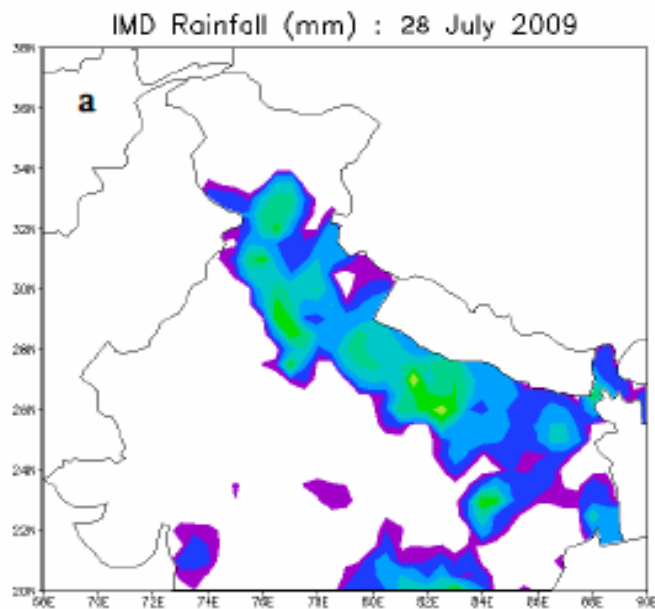 IMD Rainfall (mm) : 28 July 2009
38N
a
36N
34N
32N
30N
28N
26N
24N
22N
20N
68E 70E 72E 74E 76E 78E 80E 82E 84E 86E 88E 90E